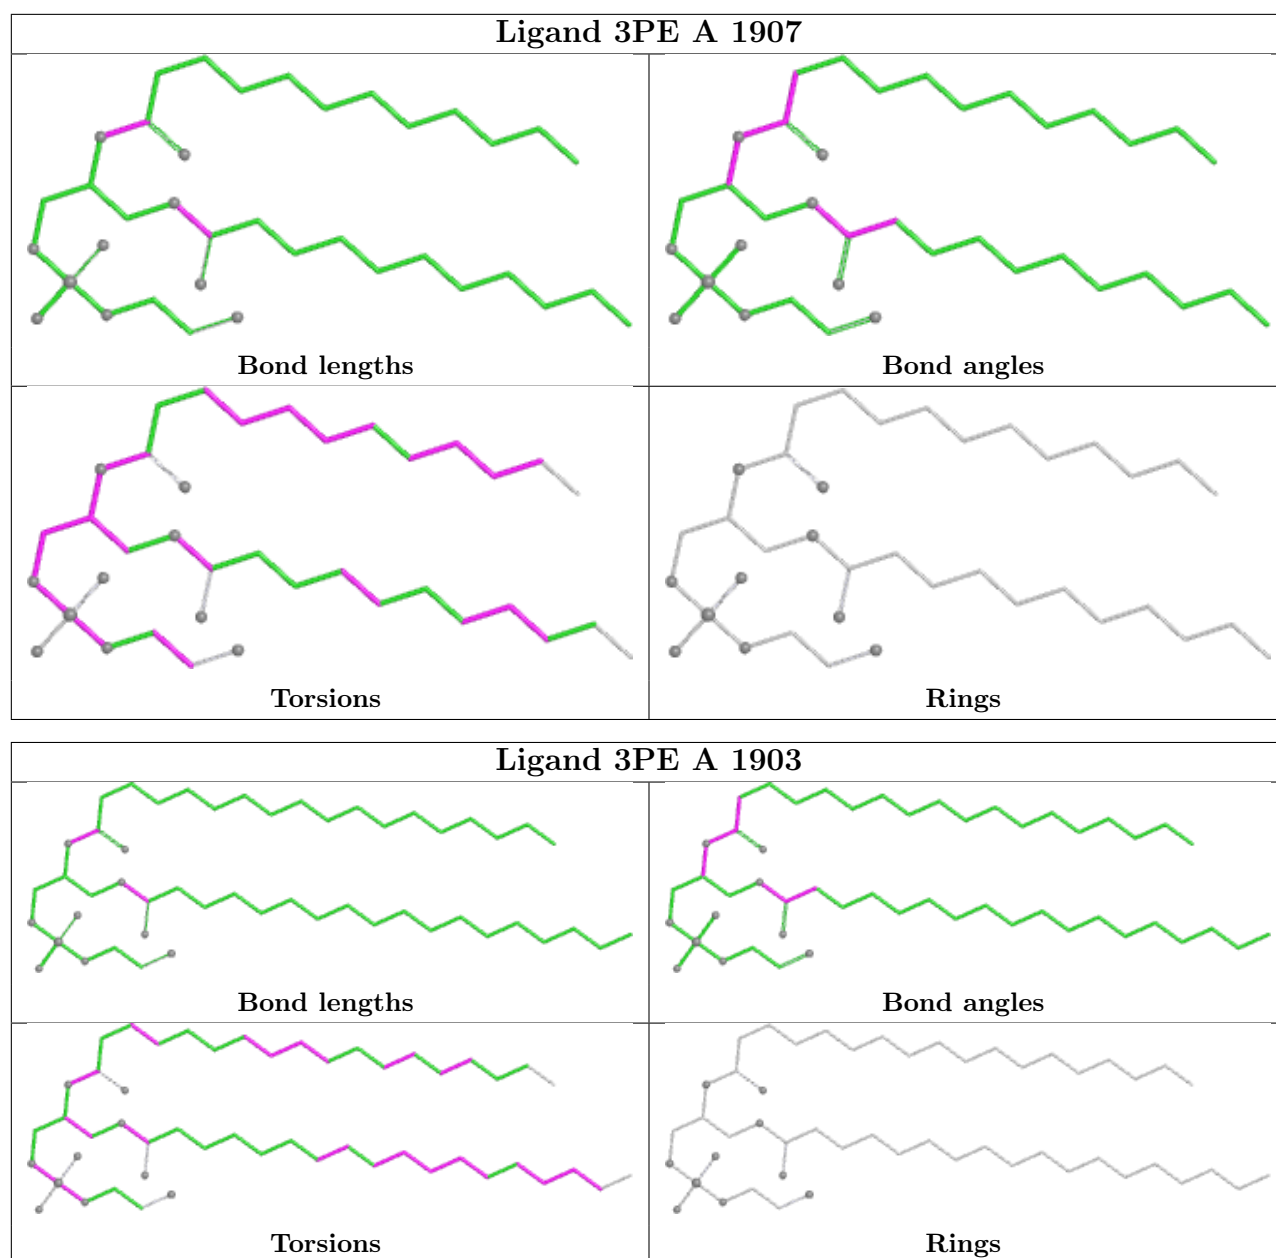 Ligand 3PE A 1907
Bond lengths
Bond angles
Torsions
Rings
Ligand 3PE A 1903
Bond lengths
Bond angles
Torsions
Rings